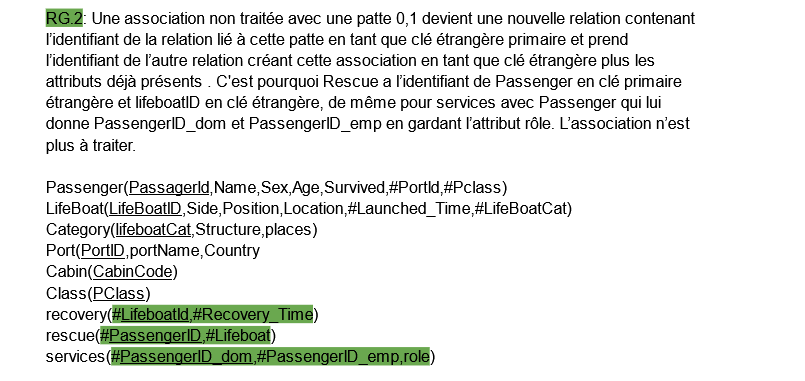 RG.2: Une association non traitée avec une patte 0,1 devient une nouvelle relation contenant
l’identifiant de la relation lié à cette patte en tant que clé étrangère primaire et prend
l’identifiant de l’autre relation créant cette association en tant que clé étrangère plus les
attributs déjà présents . C'est pourquoi Rescue a l’identifiant de Passenger en clé primaire
étrangère et lifeboatID en clé étrangère, de même pour services avec Passenger qui lui
donne PassengerID_dom et PassengerID_emp en gardant l’attribut rôle. L’association n’est
plus à traiter.
Passenger(PassagerId,Name,Sex,Age,Survived,#PortId,#Pclass)
LifeBoat(LifeBoatID,Side,Position,Location,#Launched_Time,#LifeBoatCat)
Category(lifeboatCat,Structure,places)
Port(PortID,portName,Country
Cabin(CabinCode)
Class(PClass)
recovery(#LifeboatId,#Recovery_Time)
rescue(#PassengerID,#Lifeboat)
services(#PassengerID_dom,#PassengerID_emp,role)